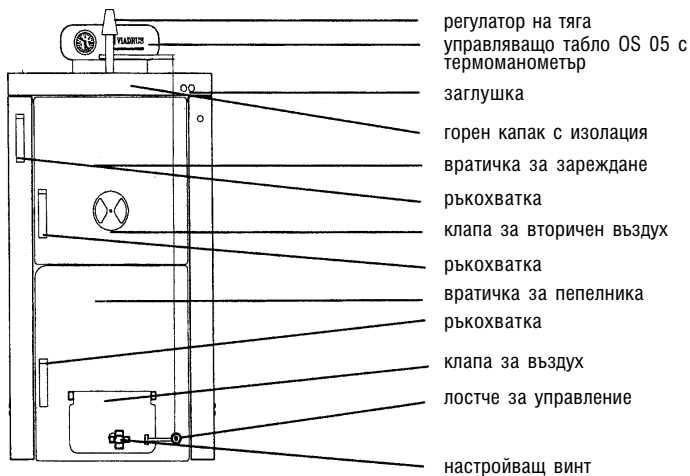 регулатор на тяга
VIADRUS
управляващо табло OS 05 с
термоманометър
заглушка
горен капак с изолация
вратичка за зареждане
ръкохватка
клапа за вторичен въздух
ръкохватка
вратичка за пепелника
ръкохватка
клапа за въздух
лостче за управление
настройващ винт